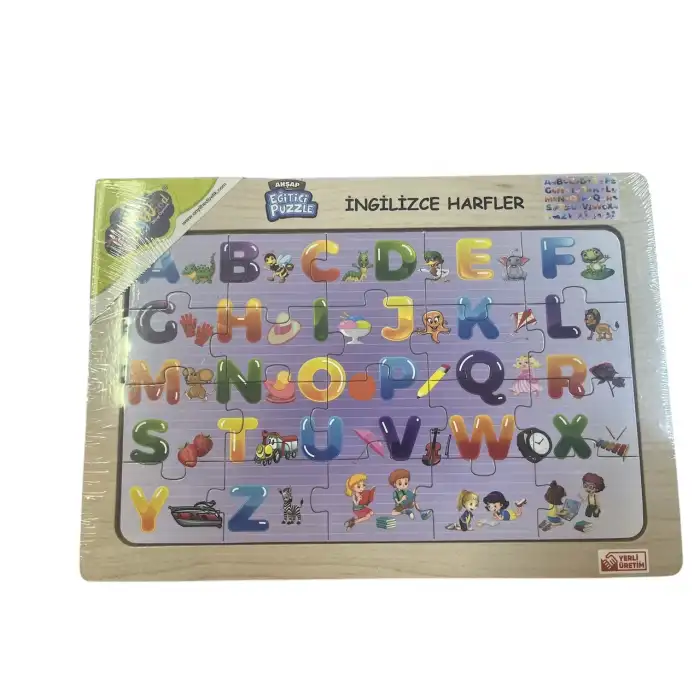 AHŞAP
EĞİTİCİ
PUZZLE
İNGİLİZCE HARFLER
A B C D E F
G H I J K L
M N O P Q R
S T U V W X
Y Z
YERLİ
ÜRETİM